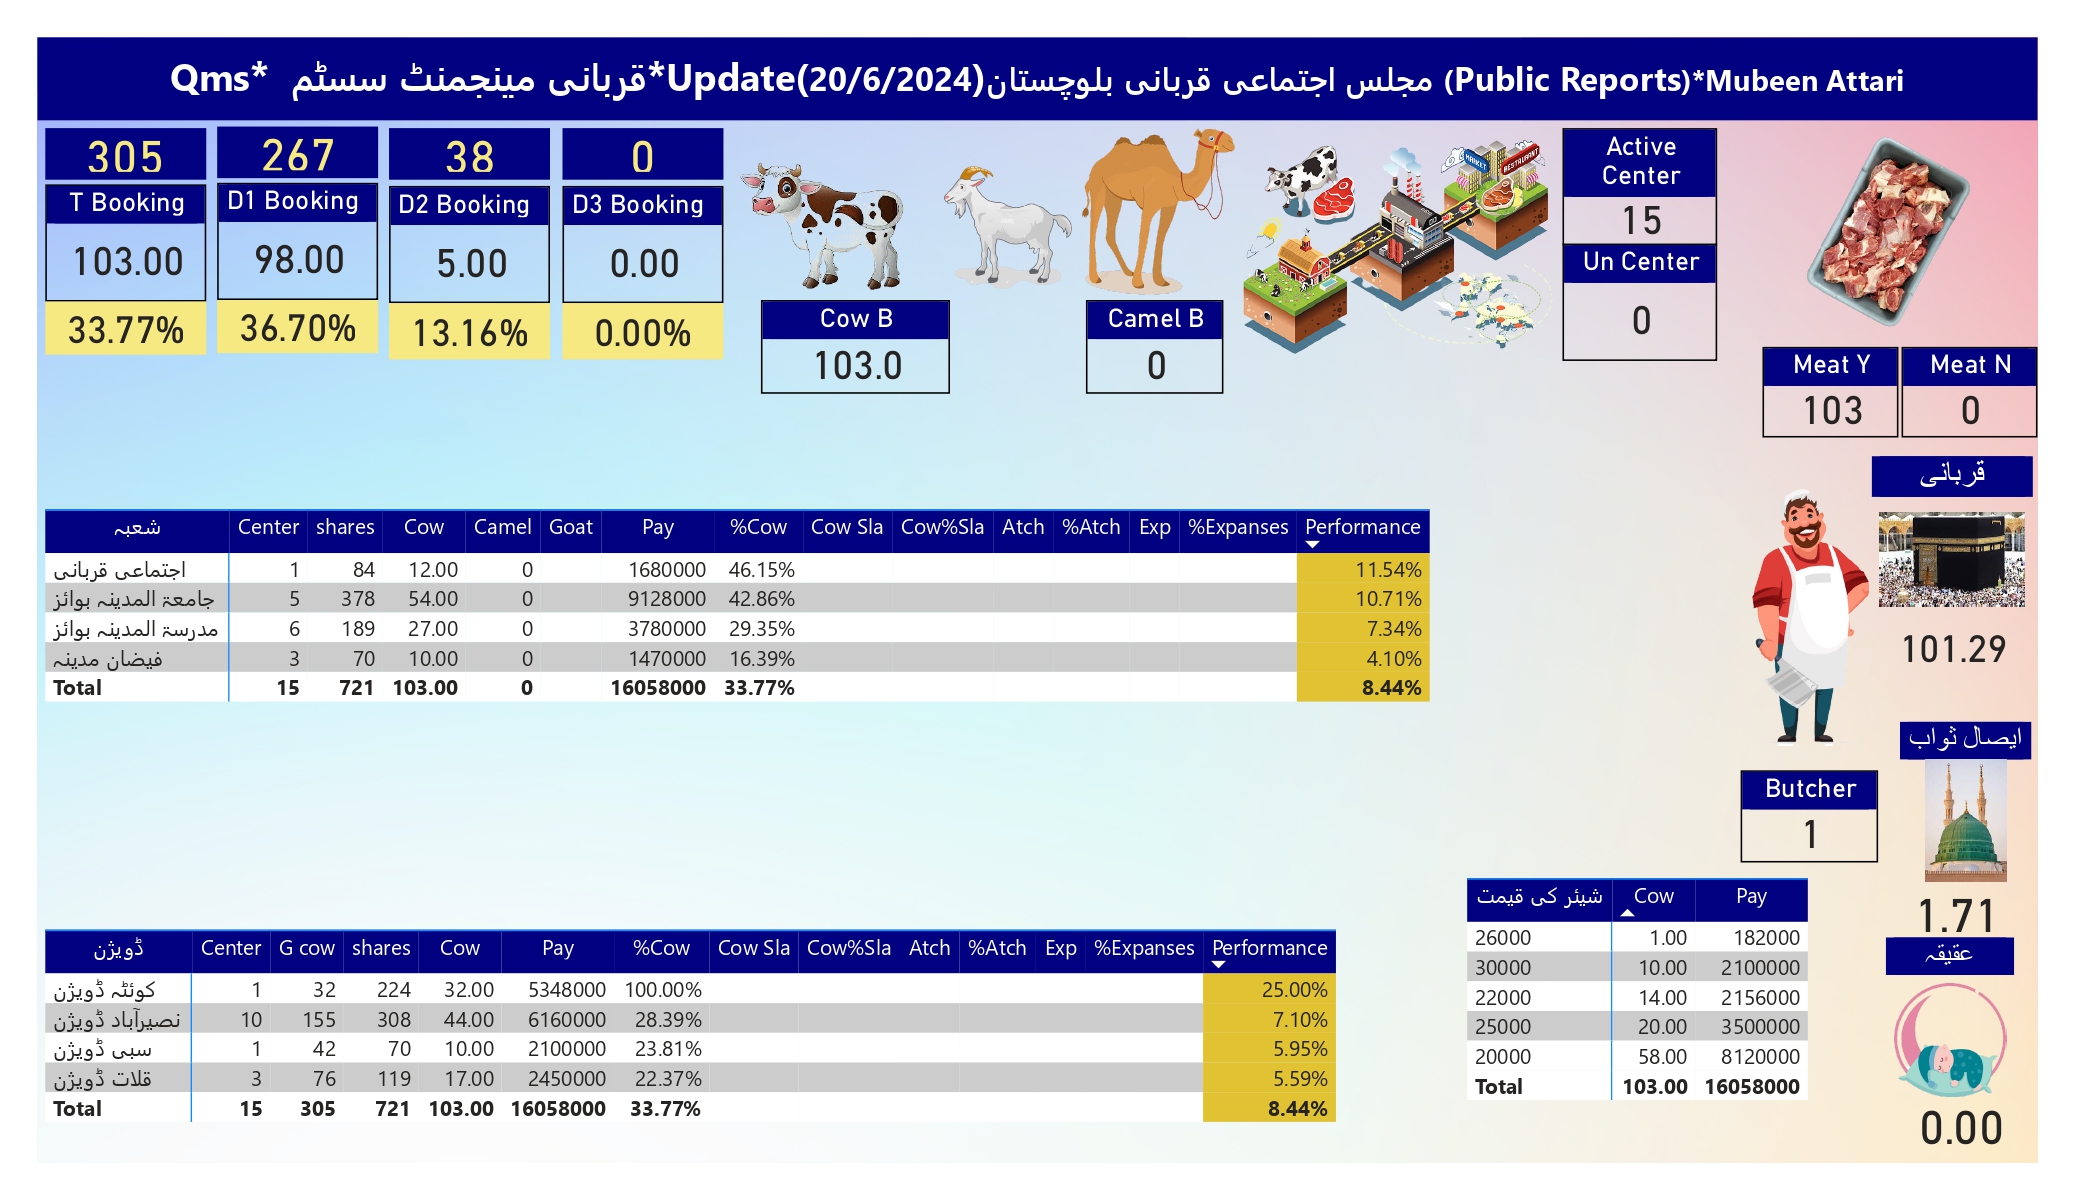 Qms* قربانی مینجمنٹ سسٹم*Update(20/6/2024)مجلس اجتماعی قربانی بلوچستان (Public Reports)*Mubeen Attari
305 267 38 0
T Booking D1 Booking D2 Booking D3 Booking
103.00 98.00 5.00 0.00
33.77% 36.70% 13.16% 0.00%
Cow B
103.0
Camel B
0
MARKET
RESTAURANT
Active Center
15
Un Center
0
Meat Y Meat N
103 0
شعبہ Center shares Cow Camel Goat Pay %Cow Cow Sla Cow%Sla Atch %Atch Exp %Expanses Performance
اجتماعی قربانی 1 84 12.00 0 1680000 46.15% 11.54%
جامعۃ المدینہ بوائز 5 378 54.00 0 9128000 42.86% 10.71%
مدرسۃ المدینہ بوائز 6 189 27.00 0 3780000 29.35% 7.34%
فیضان مدینہ 3 70 10.00 0 1470000 16.39% 4.10%
Total 15 721 103.00 0 16058000 33.77% 8.44%
قربانی
101.29
ایصال ثواب
1.71
Butcher
1
عقیقہ
0.00
ڈویژن Center G cow shares Cow Pay %Cow Cow Sla Cow%Sla Atch %Atch Exp %Expanses Performance
کوئٹہ ڈویژن 1 32 224 32.00 5348000 100.00% 25.00%
نصیرآباد ڈویژن 10 155 308 44.00 6160000 28.39% 7.10%
سبی ڈویژن 1 42 70 10.00 2100000 23.81% 5.95%
قلات ڈویژن 3 76 119 17.00 2450000 22.37% 5.59%
Total 15 305 721 103.00 16058000 33.77% 8.44%
شیئر کی قیمت Cow Pay
26000 1.00 182000
30000 10.00 2100000
22000 14.00 2156000
25000 20.00 3500000
20000 58.00 8120000
Total 103.00 16058000